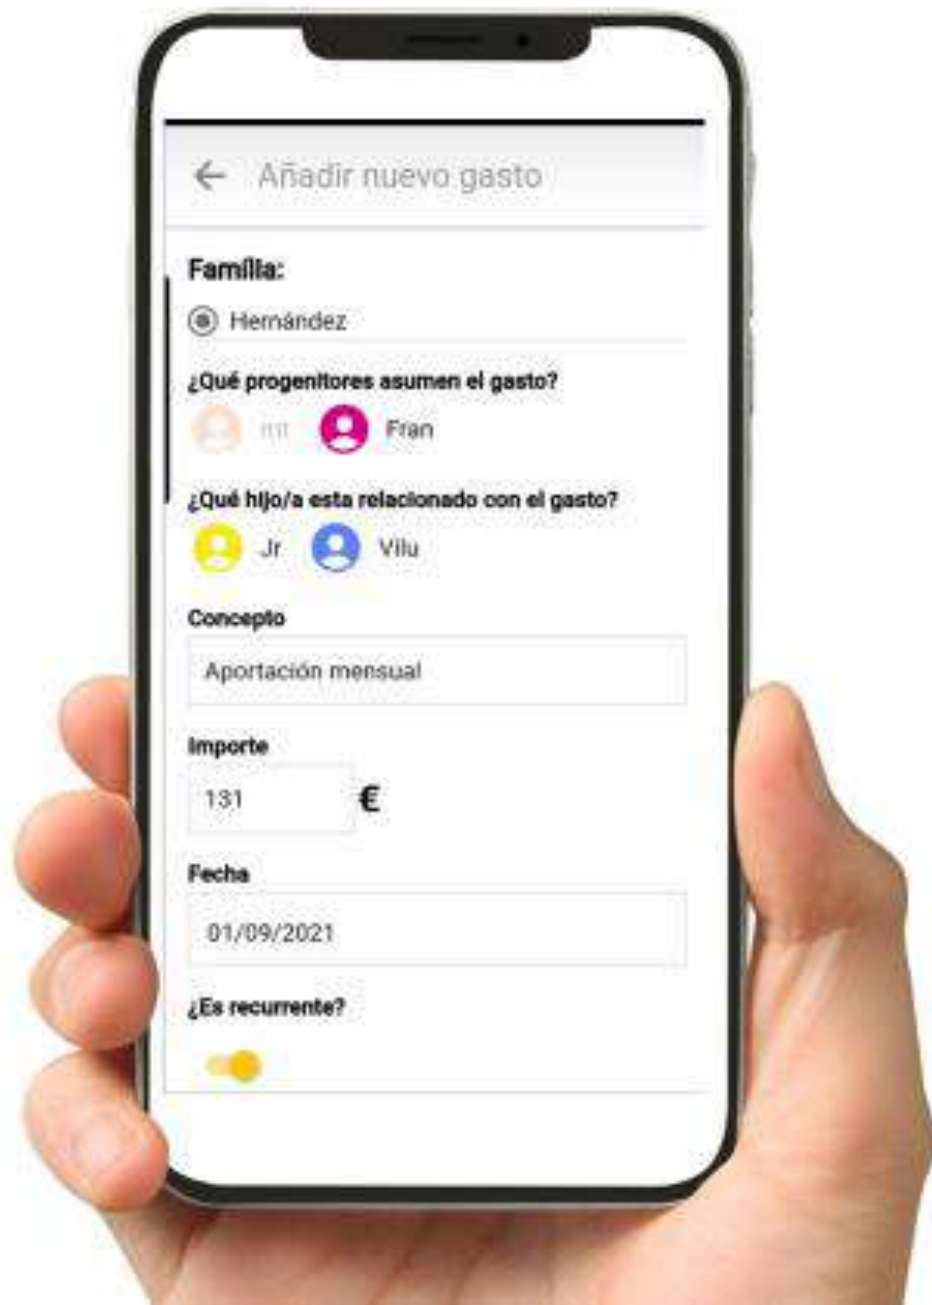 Añadir nuevo gasto
Família:
Hernández
¿Qué progenitores asumen el gasto?
Fran
¿Qué hijo/a esta relacionado con el gasto?
Jr Vilu
Concepto
Aportación mensual
Importe
131 €
Fecha
01/09/2021
¿Es recurrente?